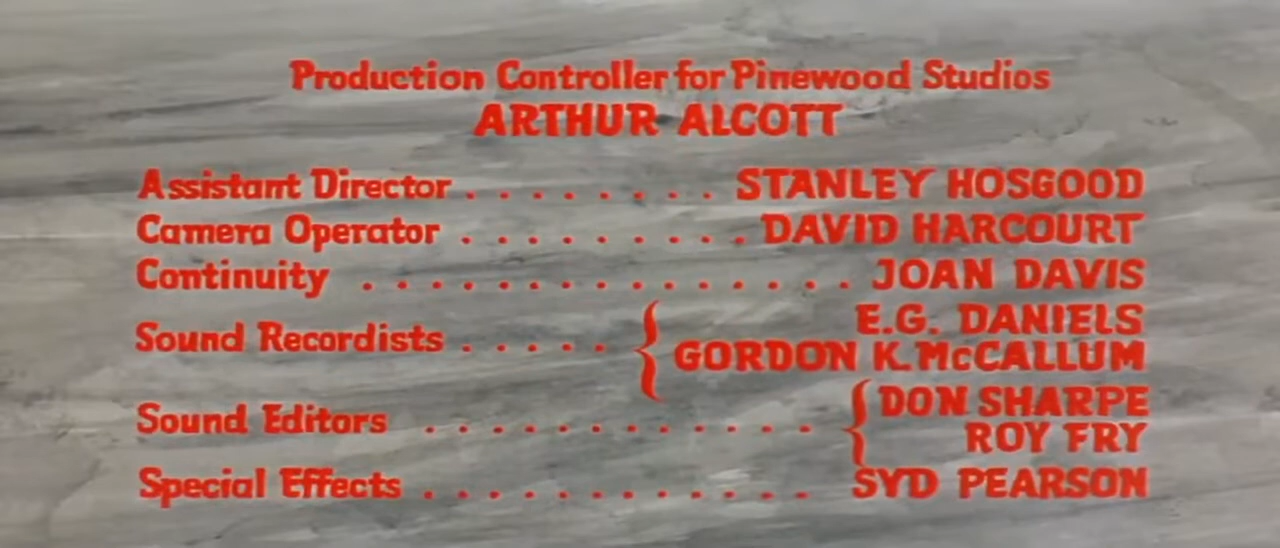 Production Controller for Pinewood Studios
ARTHUR ALCOTT
Assistant Director . . . . . . . . STANLEY HOSGOOD
Camera Operator . . . . . . . . . DAVID HARCOURT
Continuity . . . . . . . . . . . . . . . JOAN DAVIS
Sound Recordists . . . . . { E.G. DANIELS
GORDON K. McCALLUM
Sound Editors . . . . . . . . . . . . { DON SHARPE
ROY FRY
Special Effects . . . . . . . . . . . . SYD PEARSON